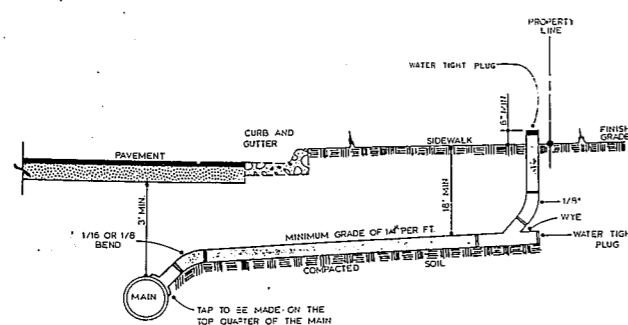 PROPERTY
LINE
WATER TIGHT PLUG
6" MIN
CURB AND
GUTTER
SIDEWALK
FINISH
GRADE
PAVEMENT
3' MIN.
18" MIN
1/8"
WYE
1/16 OR 1/8
BEND
MINIMUM GRADE OF 1/4" PER FT.
WATER TIGH
PLUG
COMPACTED SOIL
MAIN
TAP TO BE MADE ON THE
TOP QUARTER OF THE MAIN